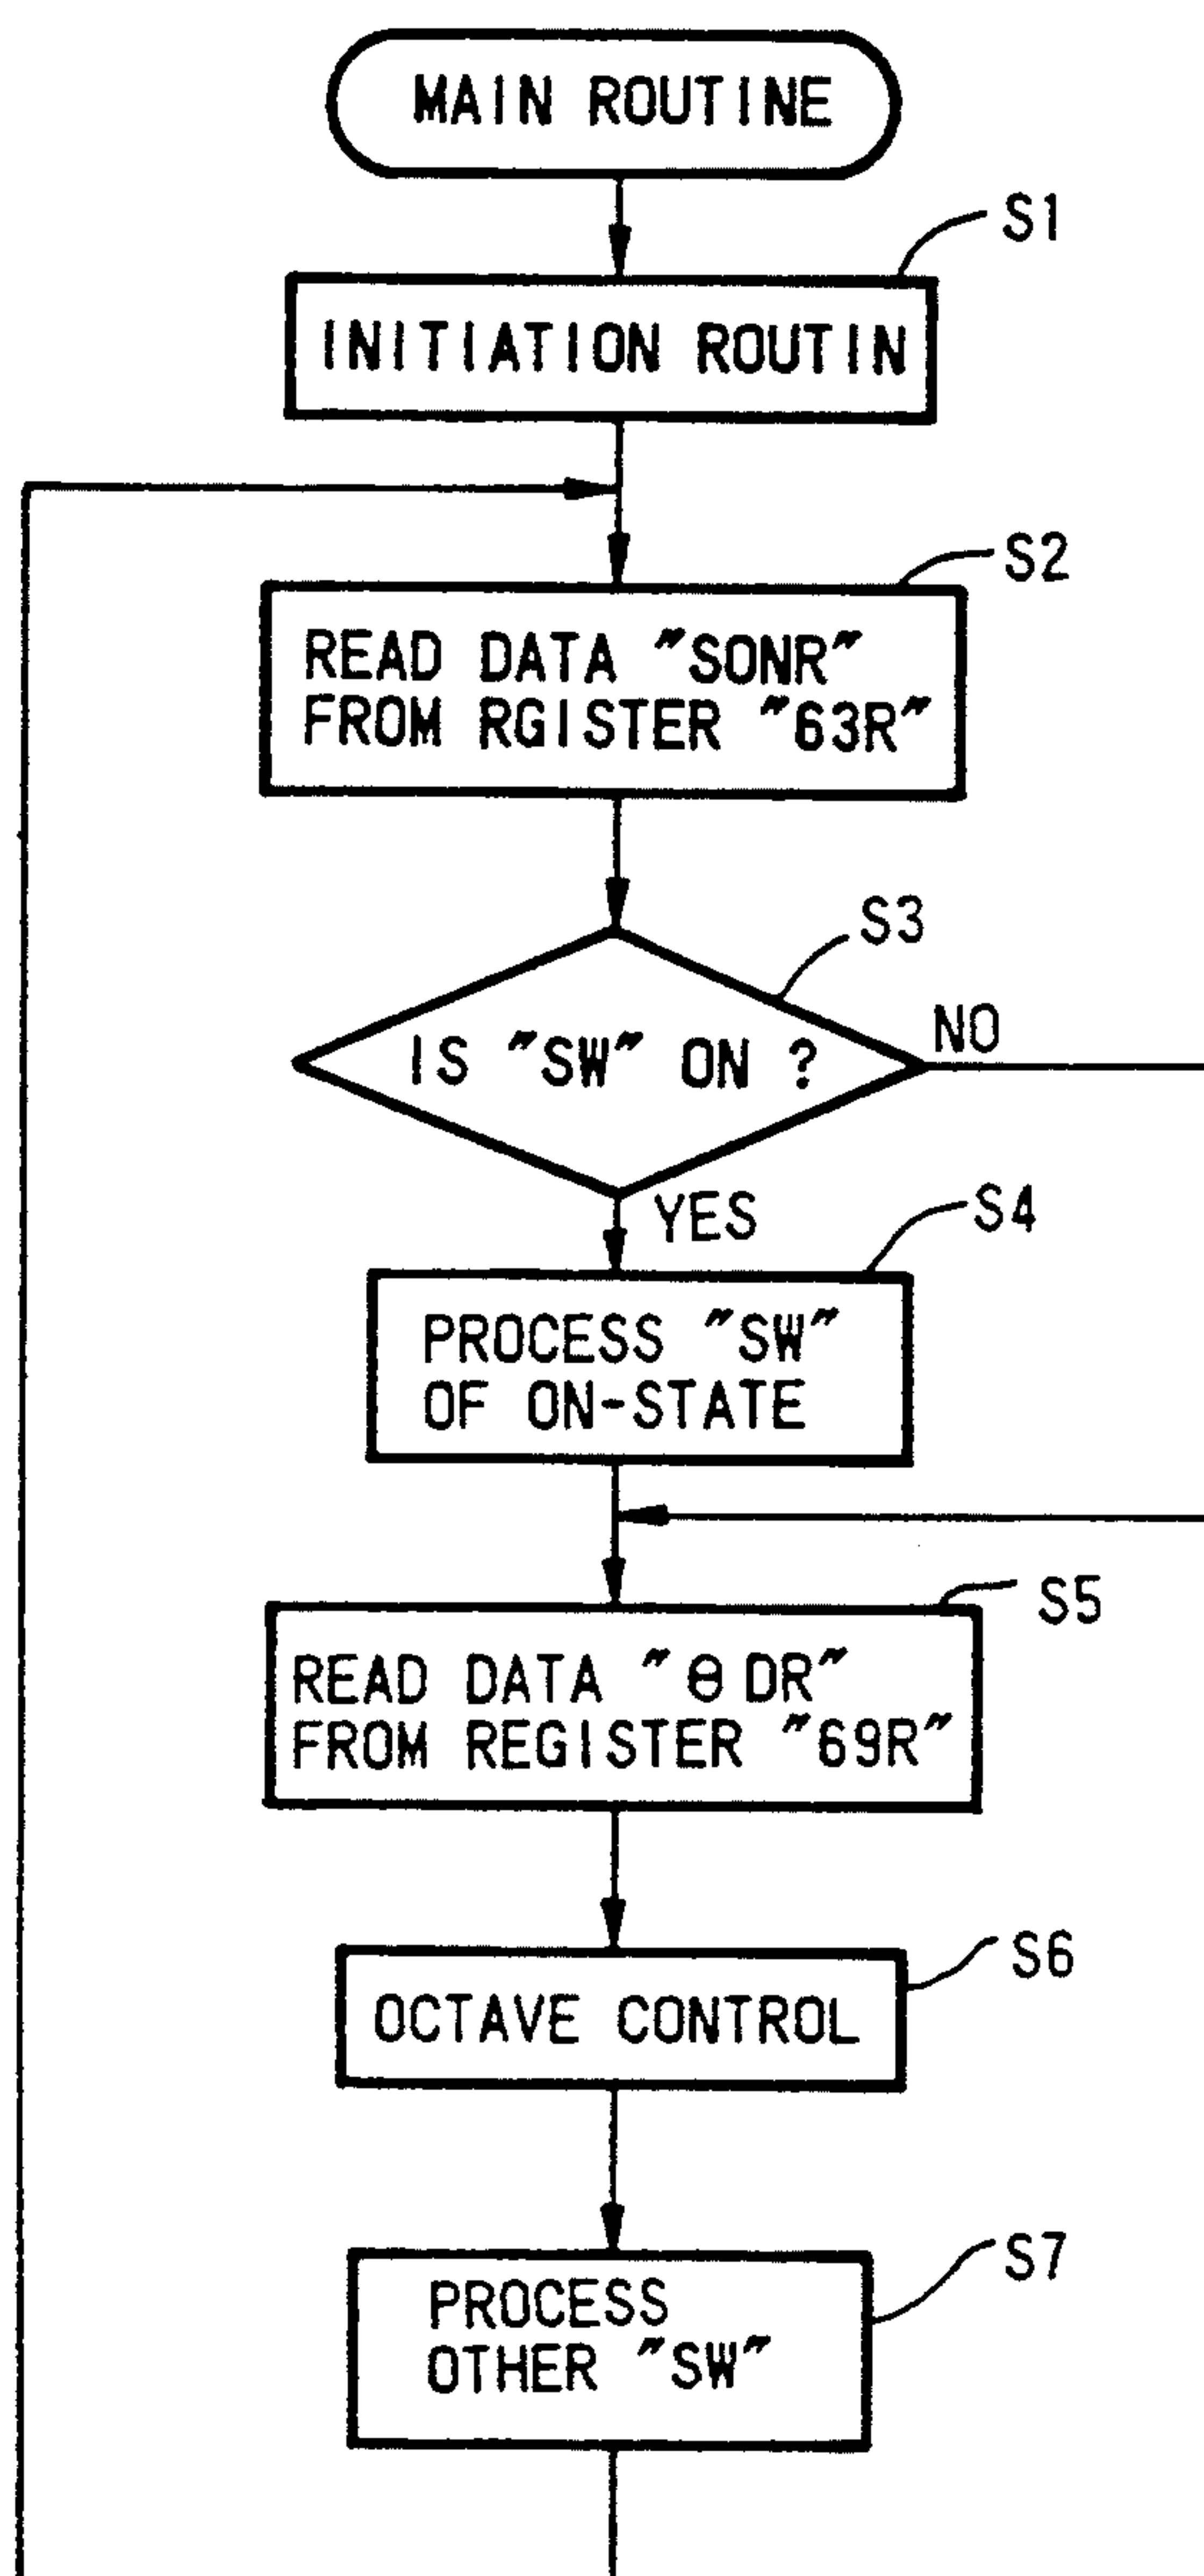 MAIN ROUTINE
S1
INITIATION ROUTIN
S2
READ DATA "SONR"
FROM RGISTER "63R"
S3
IS "SW" ON ?
NO
YES
S4
PROCESS "SW"
OF ON-STATE
S5
READ DATA "θ DR"
FROM REGISTER "69R"
S6
OCTAVE CONTROL
S7
PROCESS
OTHER "SW"